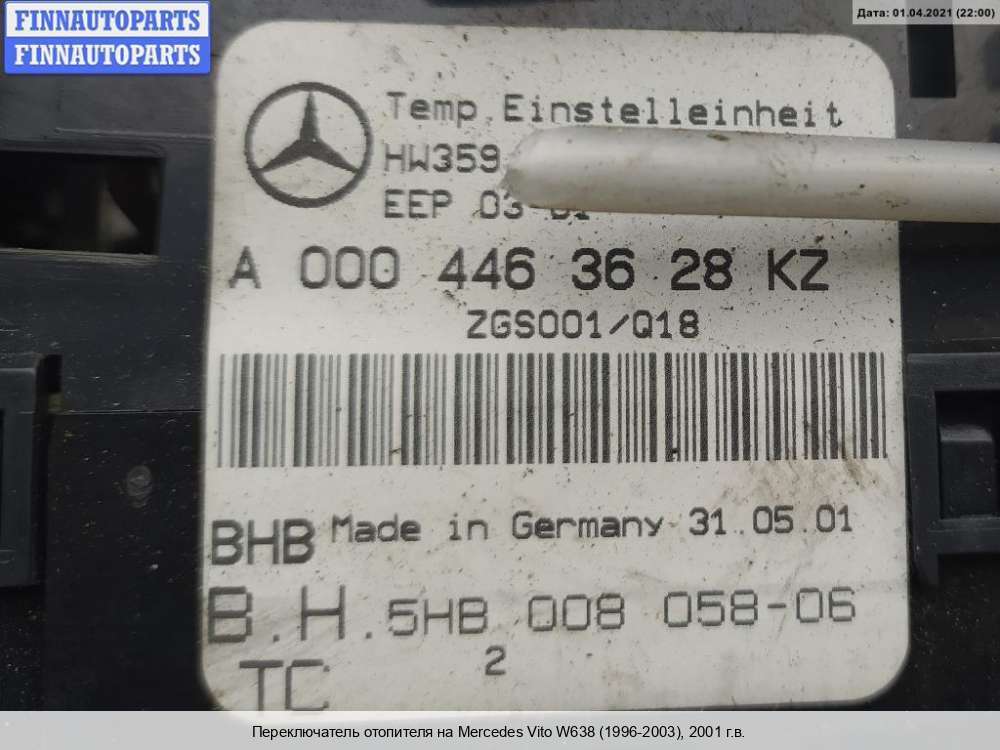 FINNAUTOPARTS
FINNAUTOPARTS
Дата: 01.04.2021 (22:00)
Temp.Einstelleinheit
HW359
EEP 03
A 000 446 36 28 KZ
ZGS001/Q18
BHB Made in Germany 31.05.01
B.H.5HB 008 058-06
2
TC
Переключатель отопителя на Mercedes Vito W638 (1996-2003), 2001 г.в.